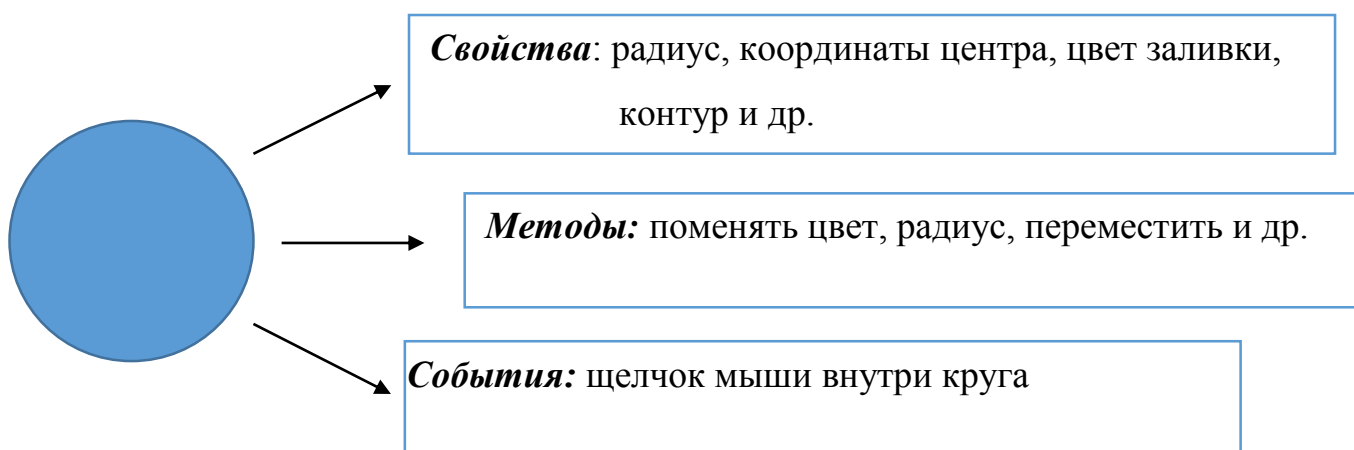 Свойства: радиус, координаты центра, цвет заливки,
контур и др.
Методы: поменять цвет, радиус, переместить и др.
События: щелчок мыши внутри круга